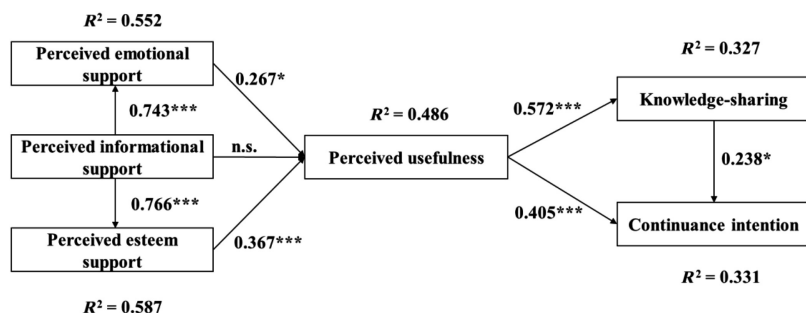 R² = 0.552
Perceived emotional
support
0.267*
0.743***
R² = 0.327
Knowledge-sharing
R² = 0.486
0.572***
Perceived informational
support
n.s.
Perceived usefulness
0.238*
0.766***
0.405***
Perceived esteem
support
0.367***
Continuance intention
R² = 0.331
R² = 0.587